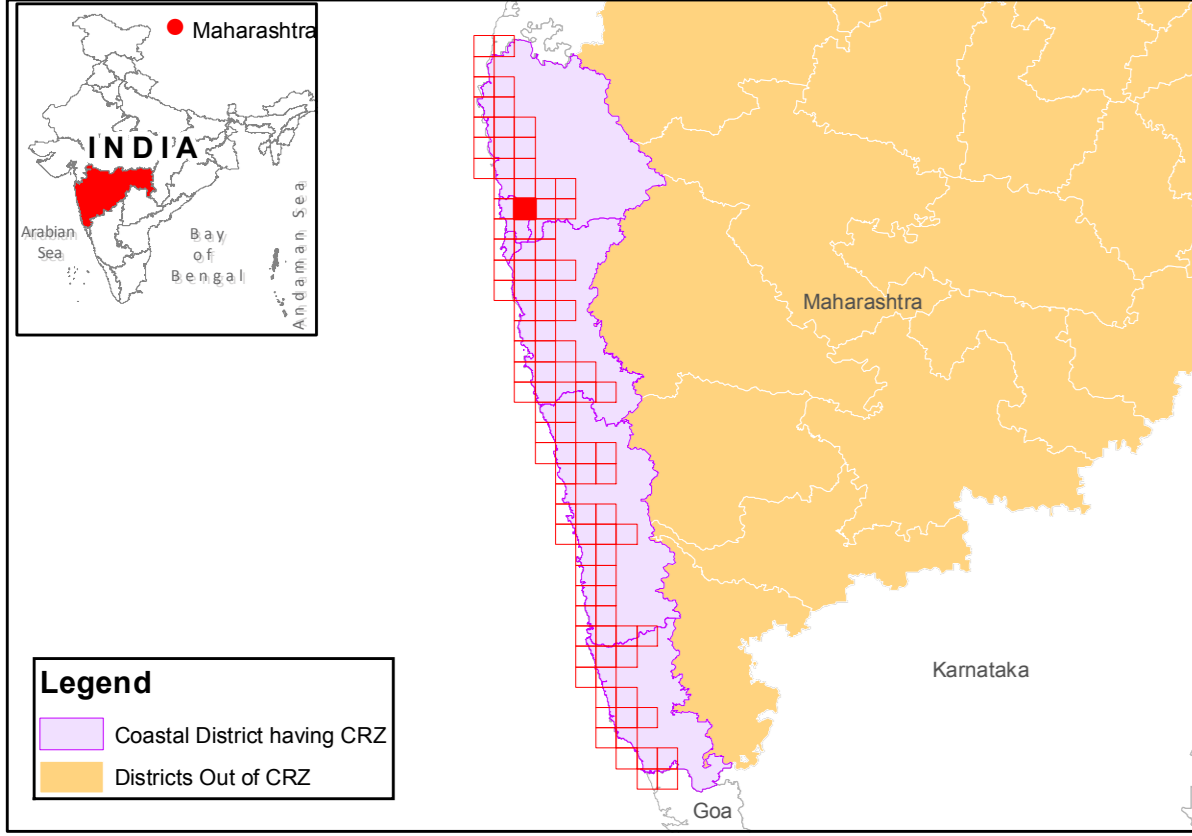 Maharashtra
INDIA
Arabian
Sea
Bay
of
Bengal
Andaman Sea
Maharashtra
Karnataka
Goa
Legend
Coastal District having CRZ
Districts Out of CRZ